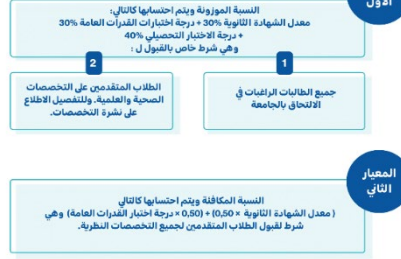 الأول
النسبة الموزونة ويتم احتسابها كالتالي:
معدل الشهادة الثانوية 30% + درجة اختبارات القدرات العامة 30%
+ درجة الاختبار التحصيلي 40%
وهي شرط خاص بالقبول ل :
1
جميع الطالبات الراغبات في
الالتحاق بالجامعة
2
الطلاب المتقدمين على التخصصات
الصحية والعلمية. وللتفصيل الاطلاع
على نشرة التخصصات.
المعيار
الثاني
النسبة المكافئة ويتم احتسابها كالتالي
( معدل الشهادة الثانوية × 0,50) + (0,50 × درجة اختبار القدرات العامة) وهي
شرط لقبول الطلاب المتقدمين لجميع التخصصات النظرية.